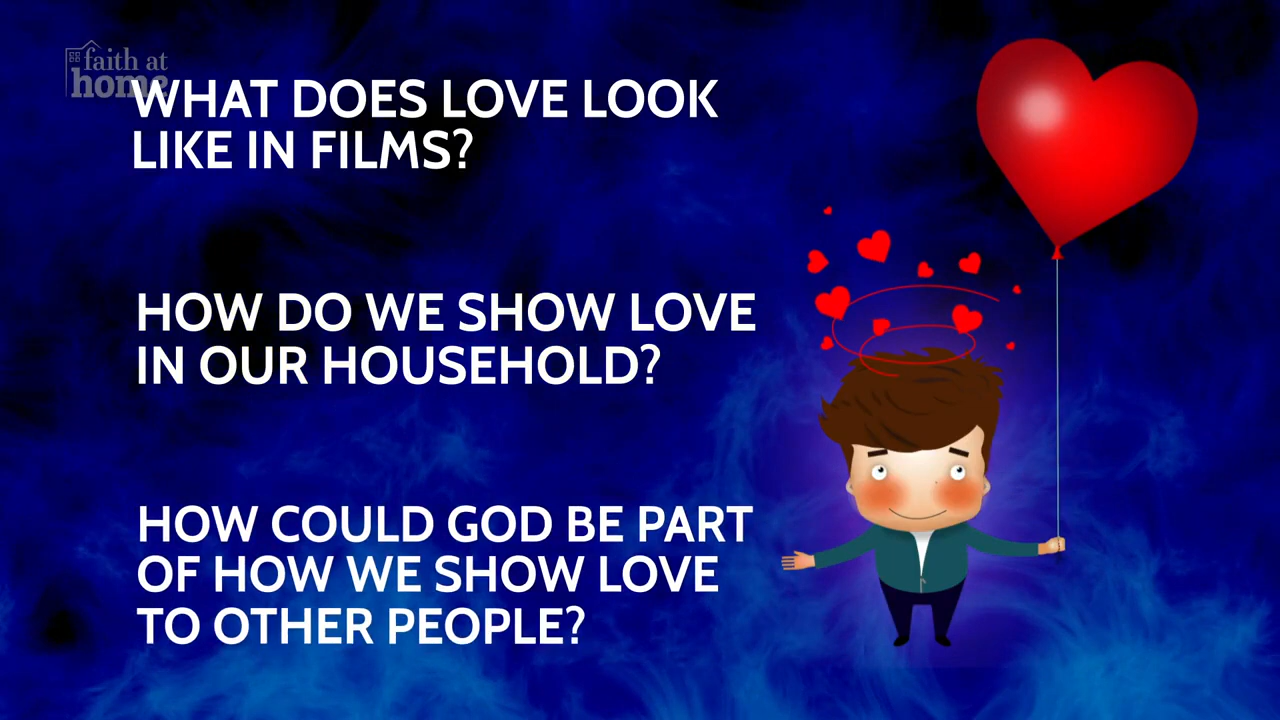 faith at
home
WHAT DOES LOVE LOOK
LIKE IN FILMS?
HOW DO WE SHOW LOVE
IN OUR HOUSEHOLD?
HOW COULD GOD BE PART
OF HOW WE SHOW LOVE
TO OTHER PEOPLE?